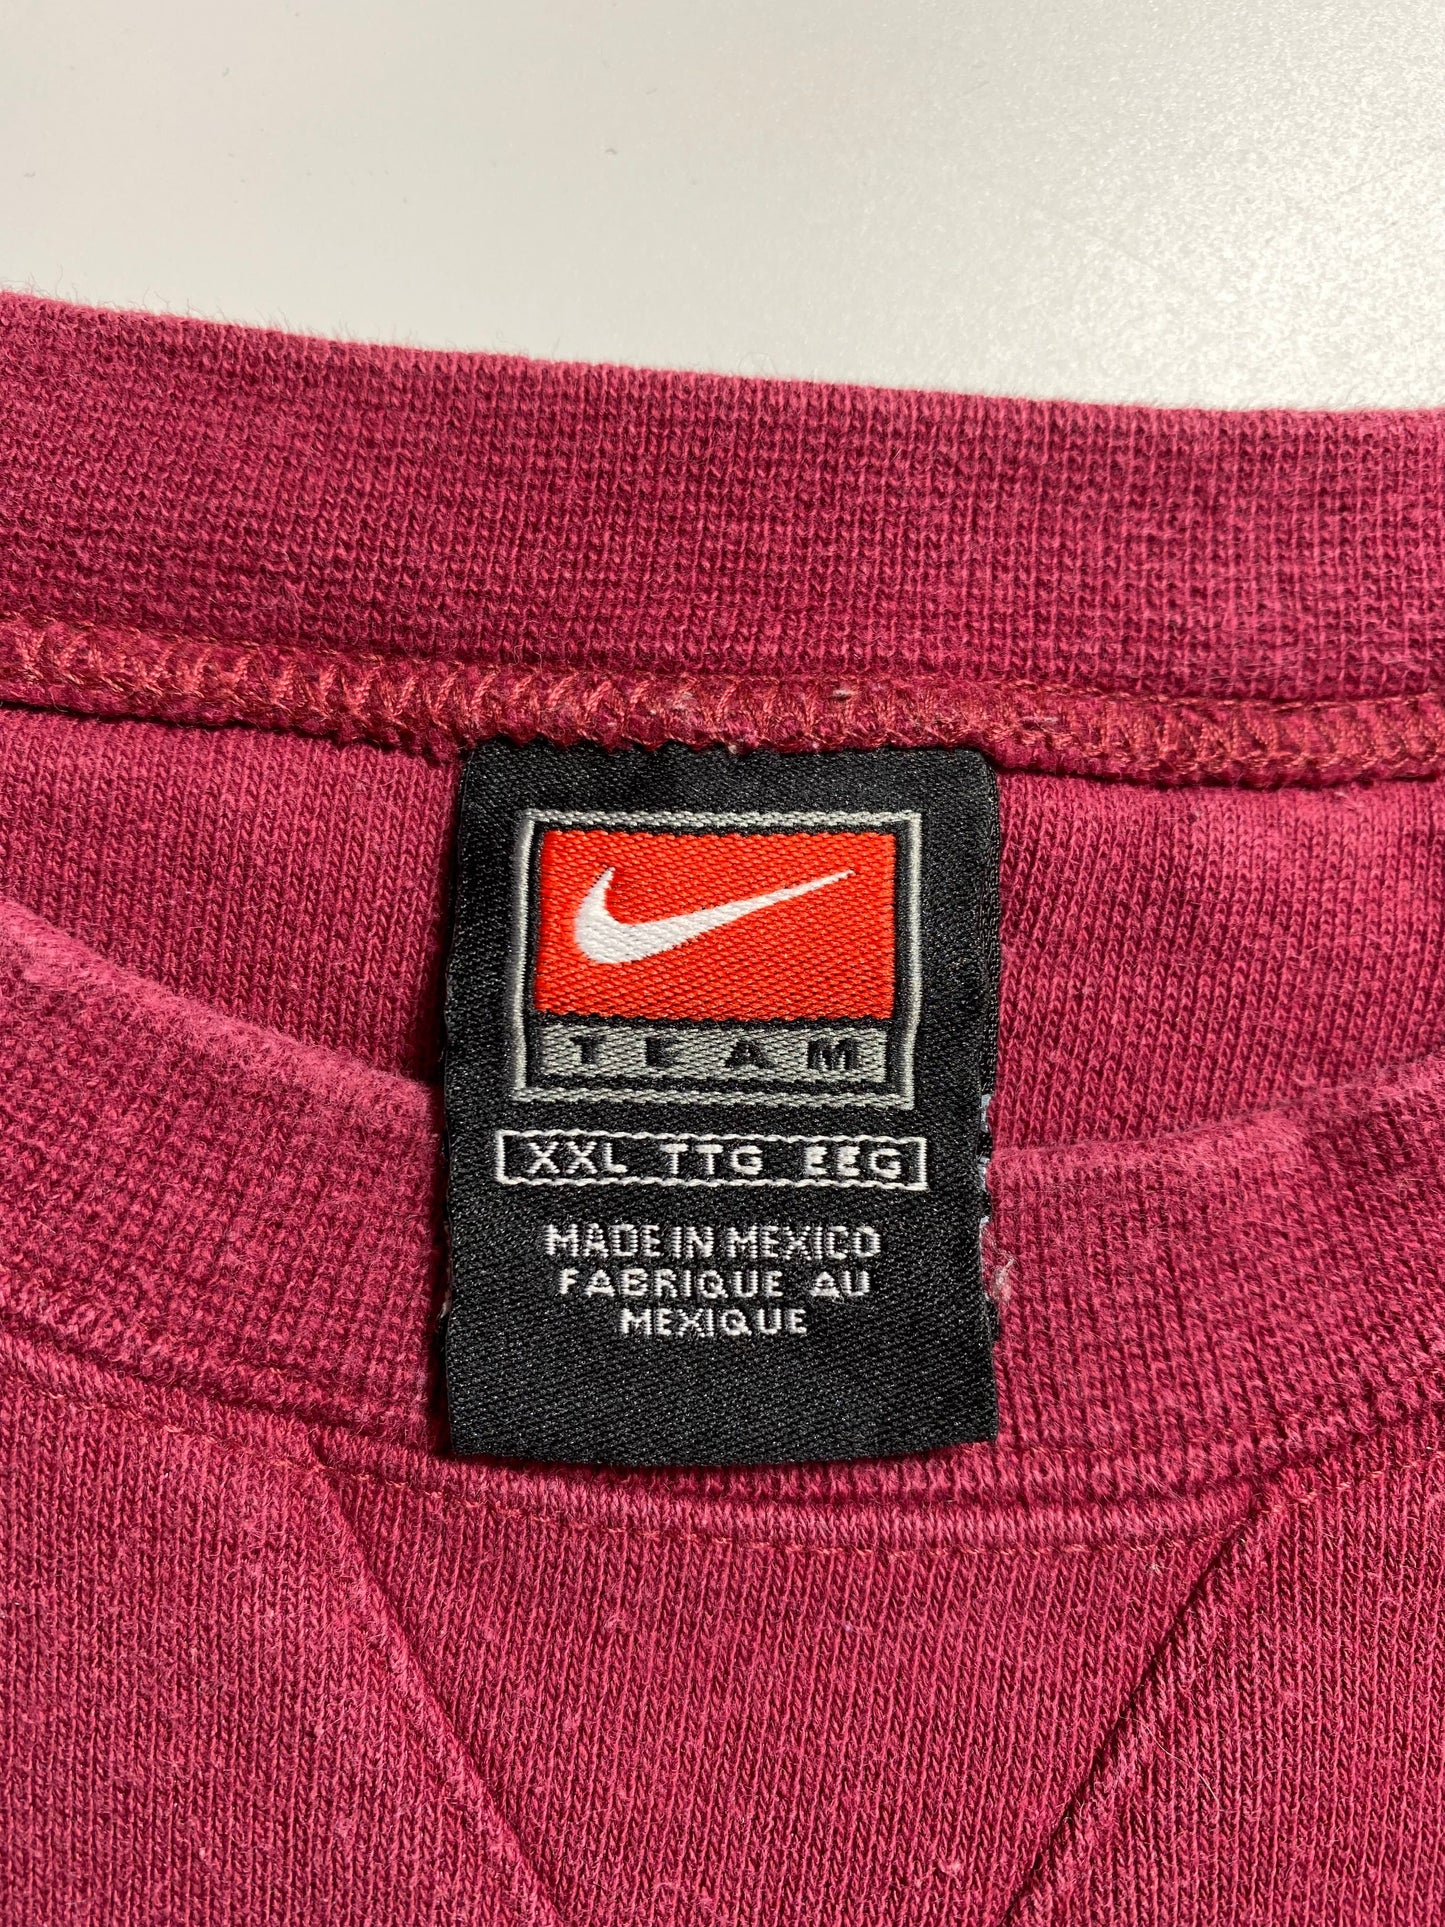 TEAM
XXL TTG EEG
MADE IN MEXICO
FABRIQUE AU
MEXIQUE